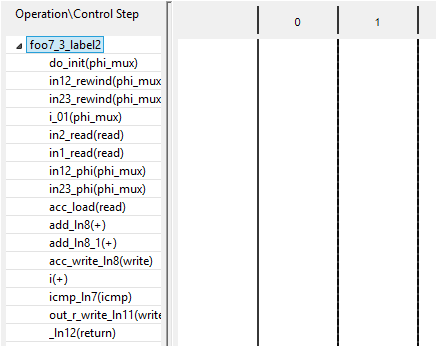 Operation\Control Step
0
1
foo7_3_label2
do_init(phi_mux)
in12_rewind(phi_mux
in23_rewind(phi_mux
i_01(phi_mux)
in2_read(read)
in1_read(read)
in12_phi(phi_mux)
in23_phi(phi_mux)
acc_load(read)
add_ln8(+)
add_ln8_1(+)
acc_write_ln8(write)
i(+)
icmp_ln7(icmp)
out_r_write_ln11(write
_ln12(return)